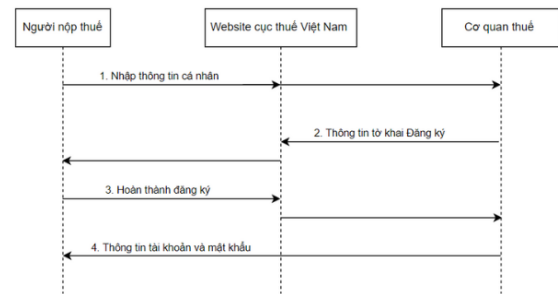 Người nộp thuế
Website cục thuế Việt Nam
Cơ quan thuế
1. Nhập thông tin cá nhân
2. Thông tin tờ khai Đăng ký
3. Hoàn thành đăng ký
4. Thông tin tài khoản và mật khẩu